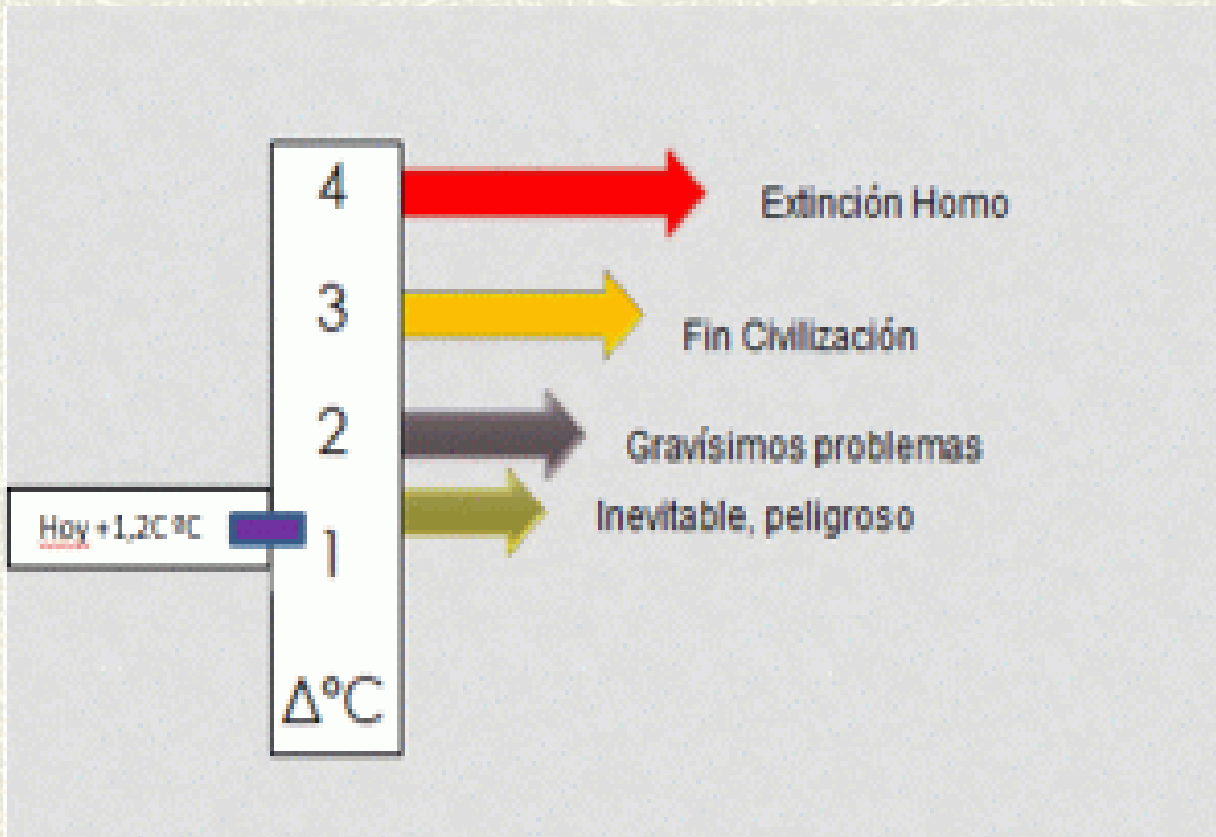 4
Extinción Homo
3
Fin Civilización
2
Gravísimos problemas
Inevitable, peligroso
Hoy +1,2C ºC
1
Δ°C